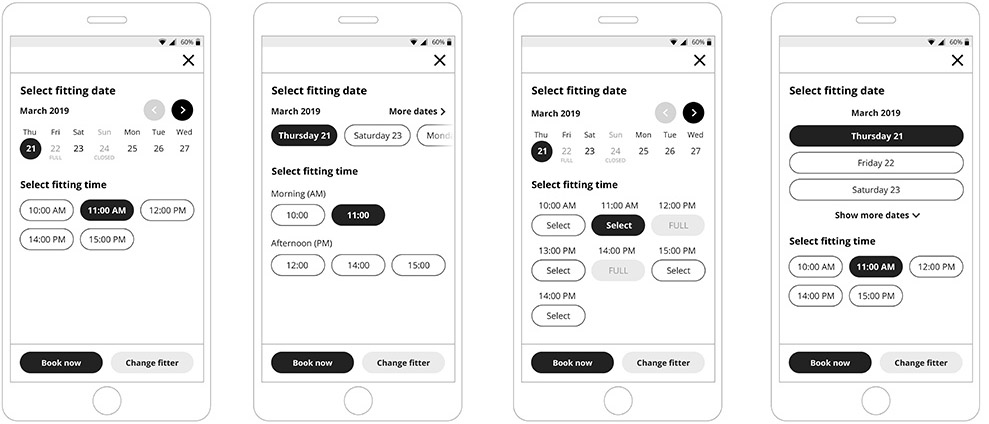 60%
Select fitting date
March 2019
Thu Fri Sat Sun Mon Tue Wed
21 22 23 24 25 26 27
FULL CLOSED
Select fitting time
10:00 AM 11:00 AM 12:00 PM
14:00 PM 15:00 PM
Book now Change fitter
60%
Select fitting date
March 2019 More dates
Thursday 21 Saturday 23 Mond
Select fitting time
Morning (AM)
10:00 11:00
Afternoon (PM)
12:00 14:00 15:00
Book now Change fitter
60%
Select fitting date
March 2019
Thu Fri Sat Sun Mon Tue Wed
21 22 23 24 25 26 27
FULL CLOSED
Select fitting time
10:00 AM 11:00 AM 12:00 PM
Select Select FULL
13:00 PM 14:00 PM 15:00 PM
Select FULL Select
14:00 PM
Select
Book now Change fitter
60%
Select fitting date
March 2019
Thursday 21
Friday 22
Saturday 23
Show more dates
Select fitting time
10:00 AM 11:00 AM 12:00 PM
14:00 PM 15:00 PM
Book now Change fitter